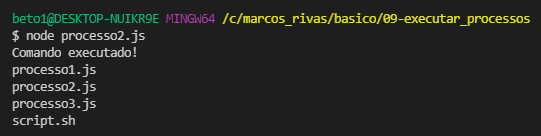 beto1@DESKTOP-NUIKR9E MINGW64 /c/marcos_rivas/basico/09-executar_processos
$ node processo2.js
Comando executado!
processo1.js
processo2.js
processo3.js
script.sh